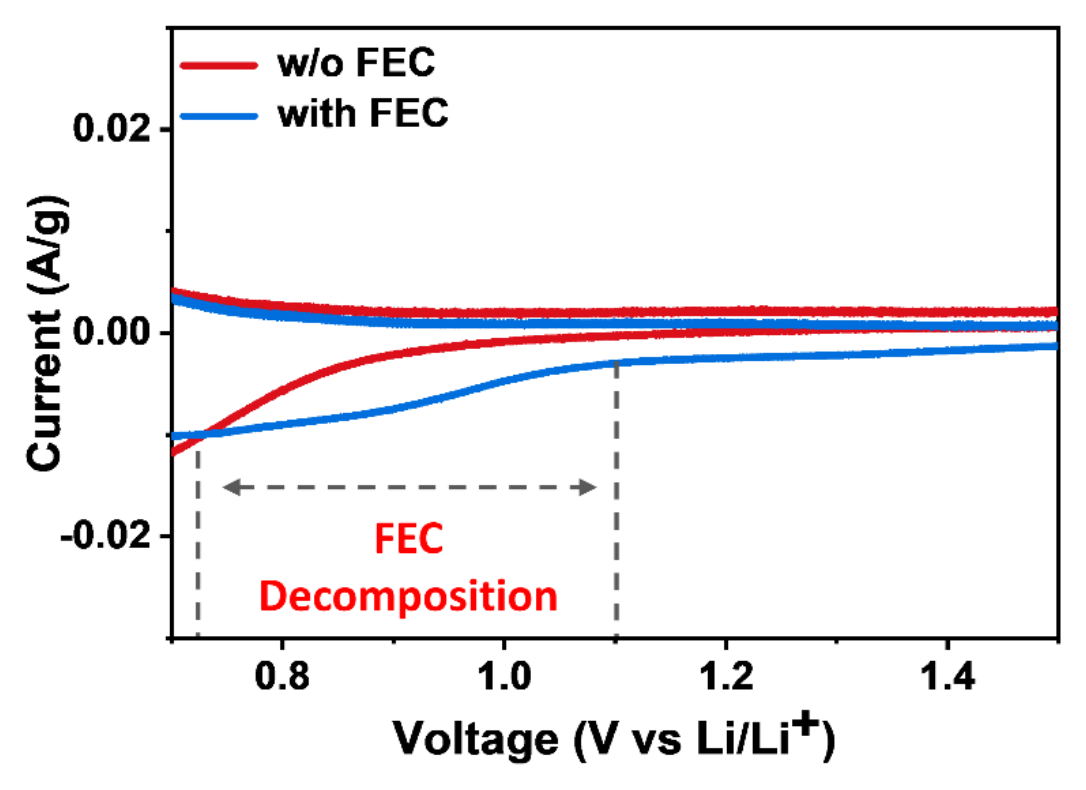 w/o FEC
with FEC
0.02
0.00
-0.02
Current (A/g)
FEC
Decomposition
0.8 1.0 1.2 1.4
Voltage (V vs Li/Li⁺)